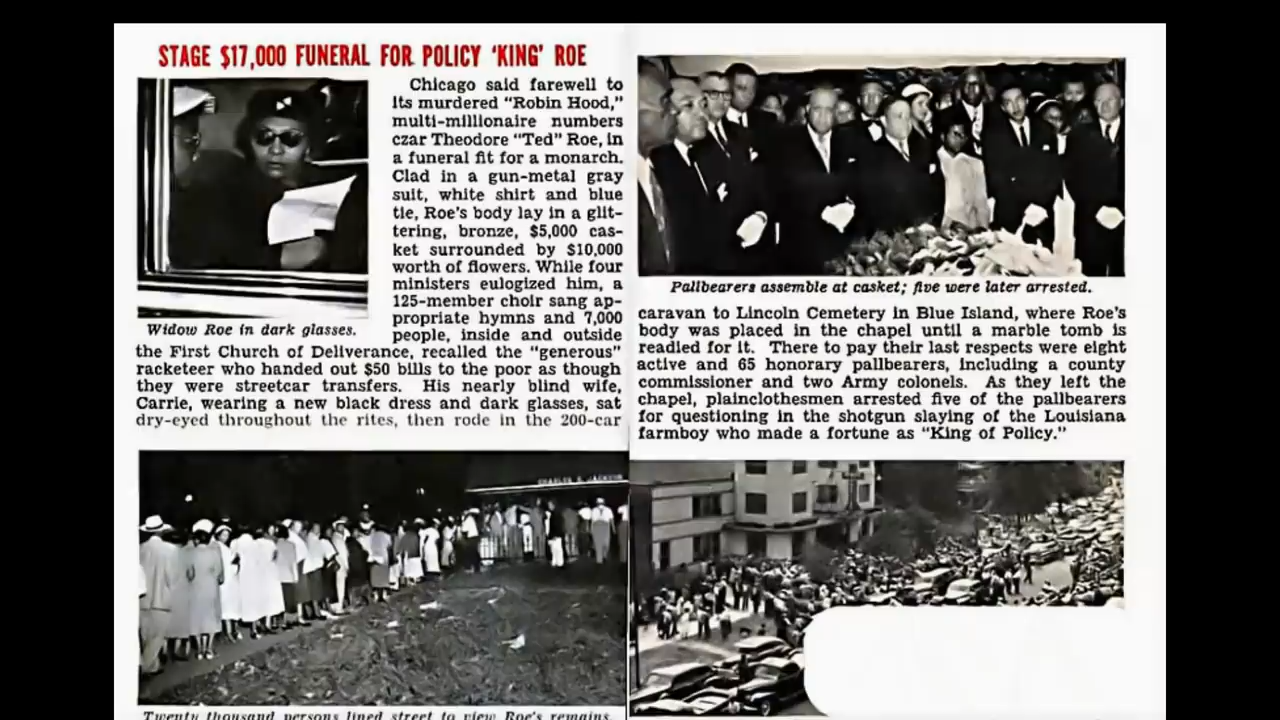 STAGE $17,000 FUNERAL FOR POLICY 'KING' ROE
Chicago said farewell to
its murdered "Robin Hood,"
multi-millionaire numbers
czar Theodore "Ted" Roe, in
a funeral fit for a monarch.
Clad in a gun-metal gray
suit, white shirt and blue
tie, Roe's body lay in a glit-
tering, bronze, $5,000 cas-
ket surrounded by $10,000
worth of flowers. While four
ministers eulogized him, a
125-member choir sang ap-
propriate hymns and 7,000
people, inside and outside
Widow Roe in dark glasses.
the First Church of Deliverance, recalled the "generous"
racketeer who handed out $50 bills to the poor as though
they were streetcar transfers. His nearly blind wife,
Carrie, wearing a new black dress and dark glasses, sat
dry-eyed throughout the rites, then rode in the 200-car
Pallbearers assemble at casket; five were later arrested.
caravan to Lincoln Cemetery in Blue Island, where Roe's
body was placed in the chapel until a marble tomb is
readied for it. There to pay their last respects were eight
active and 65 honorary pallbearers, including a county
commissioner and two Army colonels. As they left the
chapel, plainclothesmen arrested five of the pallbearers
for questioning in the shotgun slaying of the Louisiana
farmboy who made a fortune as "King of Policy."
CHARLES S. JACKSON
Twenty thousand persons lined street to view Roe's remains.